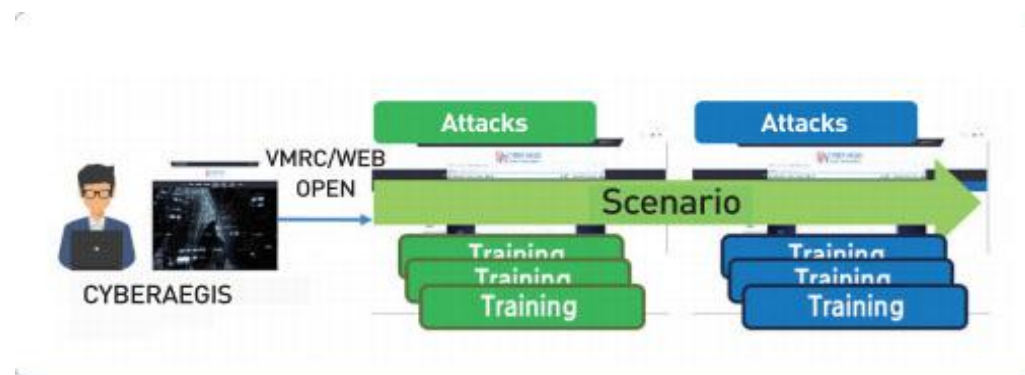 Attacks
Attacks
VMRC/WEB
OPEN
Scenario
CYBERAEGIS
Training
Training
Training
Training
Training
Training